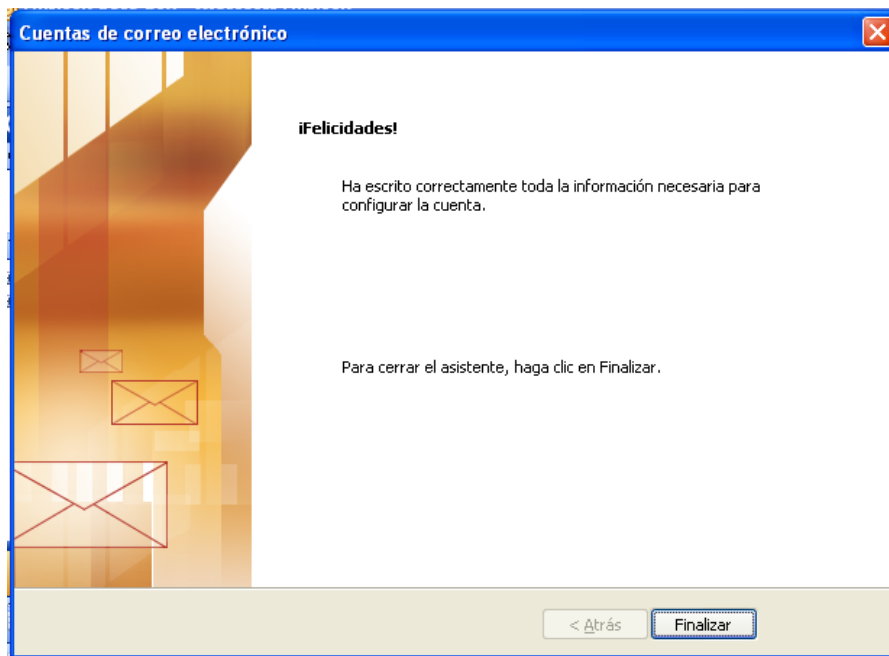 Cuentas de correo electrónico
¡Felicidades!
Ha escrito correctamente toda la información necesaria para
configurar la cuenta.
Para cerrar el asistente, haga clic en Finalizar.
< Atrás
Finalizar